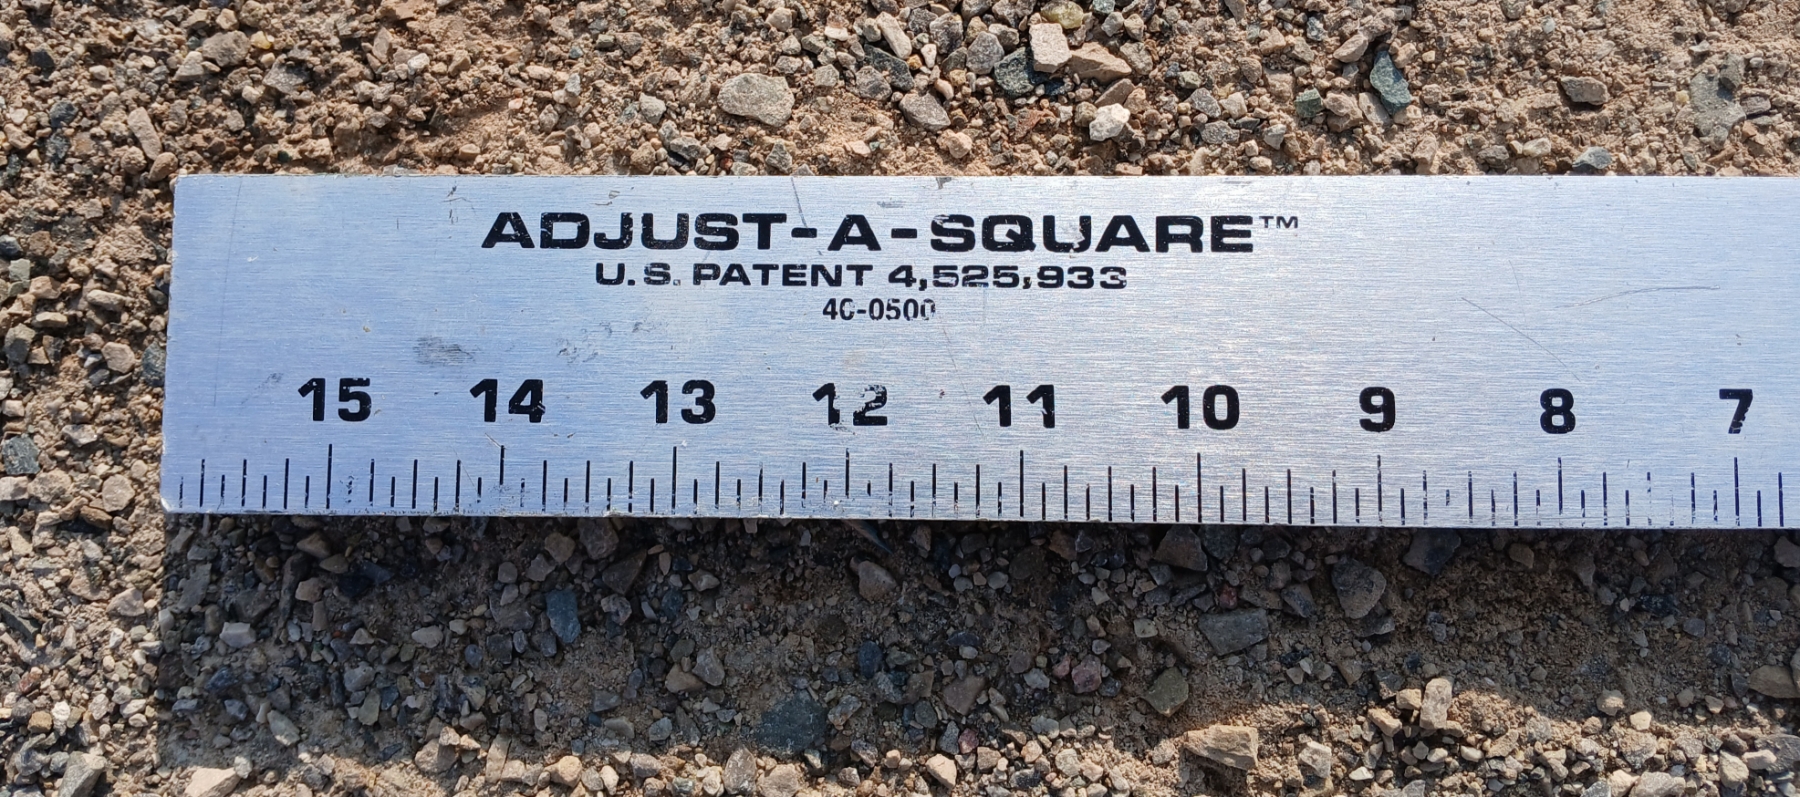 ADJUST-A-SQUARE™
U.S. PATENT 4,525,933
40-0500
15 14 13 12 11 10 9 8 7